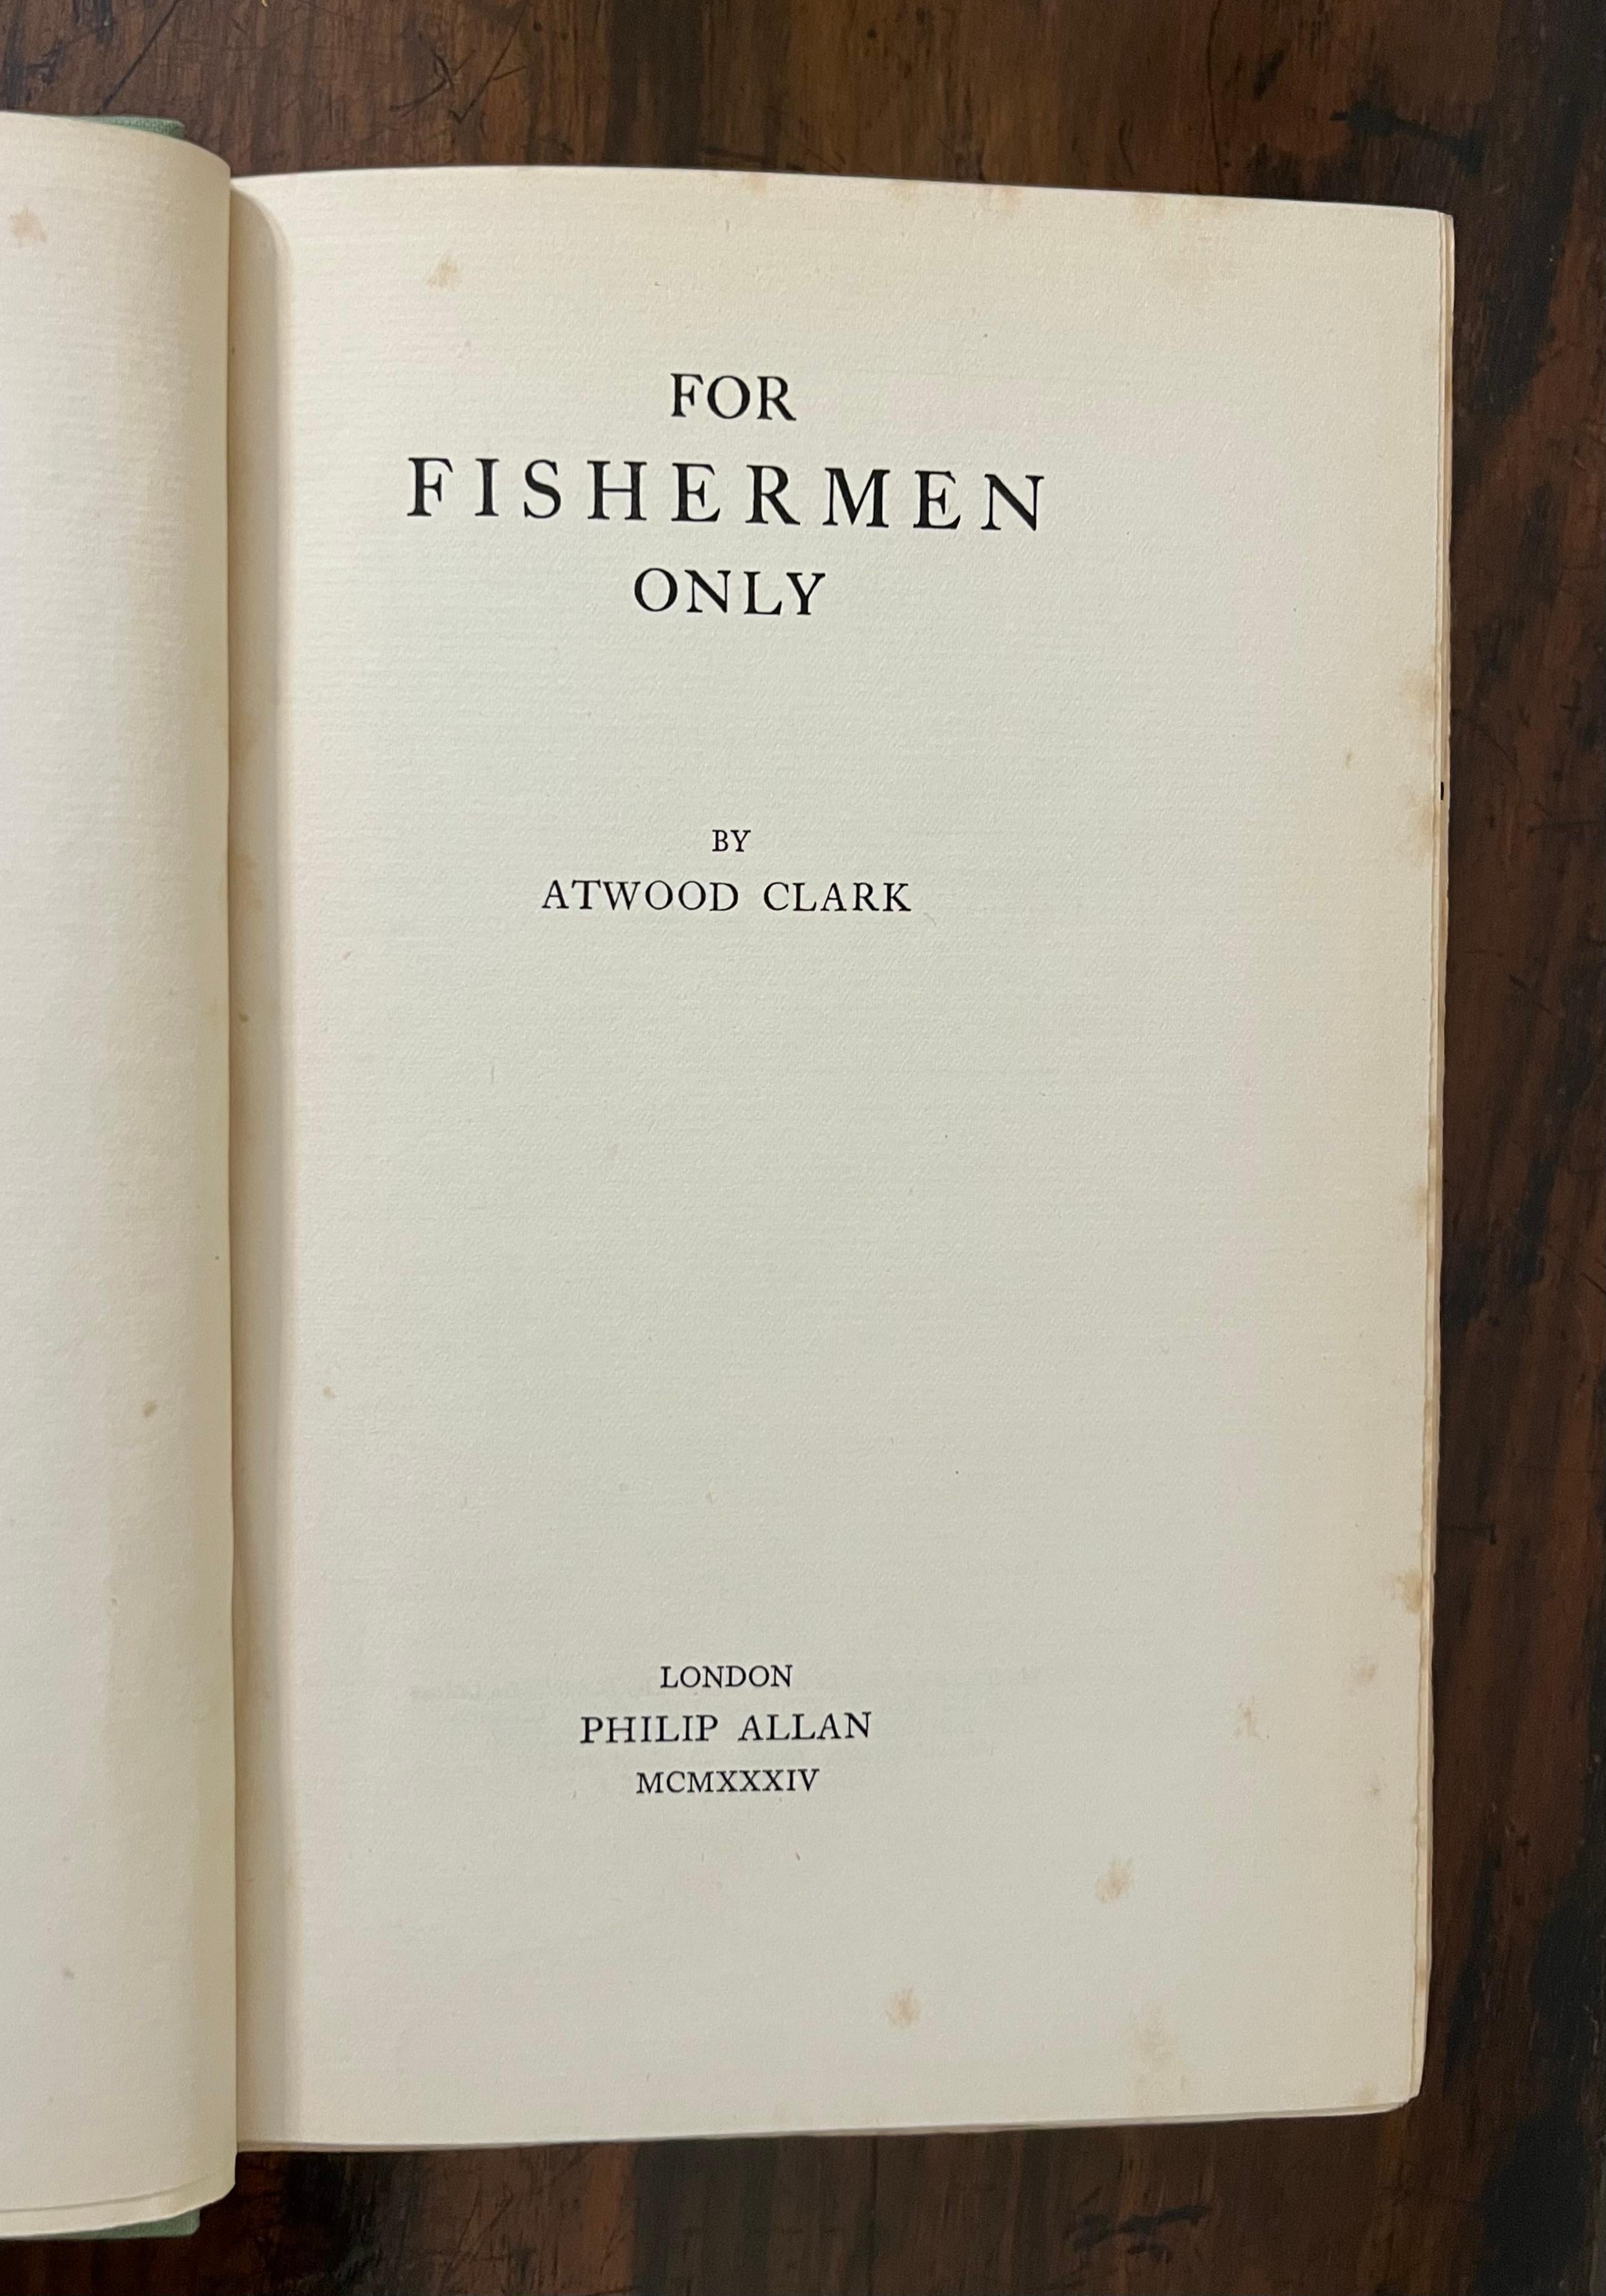 FOR
FISHERMEN
ONLY
BY
ATWOOD CLARK
LONDON
PHILIP ALLAN
MCMXXXIV